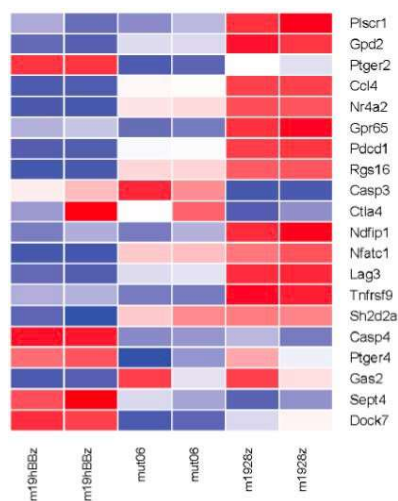 Plscr1
Gpd2
Ptger2
Ccl4
Nr4a2
Gpr65
Pdcd1
Rgs16
Casp3
Ctla4
Ndfip1
Nfatc1
Lag3
Tnfrsf9
Sh2d2a
Casp4
Ptger4
Gas2
Sept4
Dock7
m19hBBz
m19hBBz
mut06
mut06
m1928z
m1928z